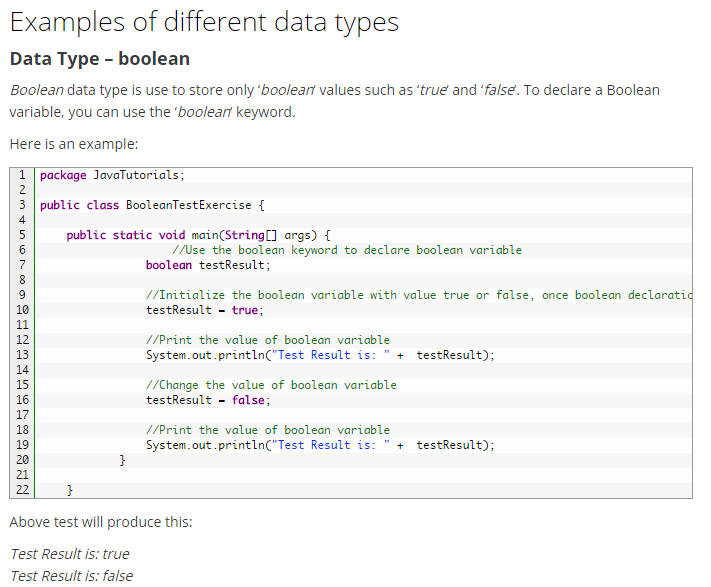 Examples of different data types
Data Type – boolean
Boolean data type is use to store only ‘boolean’ values such as ‘true’ and ‘false’. To declare a Boolean
variable, you can use the ‘boolean’ keyword.
Here is an example:
1 package JavaTutorials;
2
3 public class BooleanTestExercise {
4
5 public static void main(String[] args) {
6 //Use the boolean keyword to declare boolean variable
7 boolean testResult;
8
9 //Initialize the boolean variable with value true or false, once boolean declaratio
10 testResult = true;
11
12 //Print the value of boolean variable
13 System.out.println("Test Result is: " + testResult);
14
15 //Change the value of boolean variable
16 testResult = false;
17
18 //Print the value of boolean variable
19 System.out.println("Test Result is: " + testResult);
20 }
21
22 }
Above test will produce this:
Test Result is: true
Test Result is: false